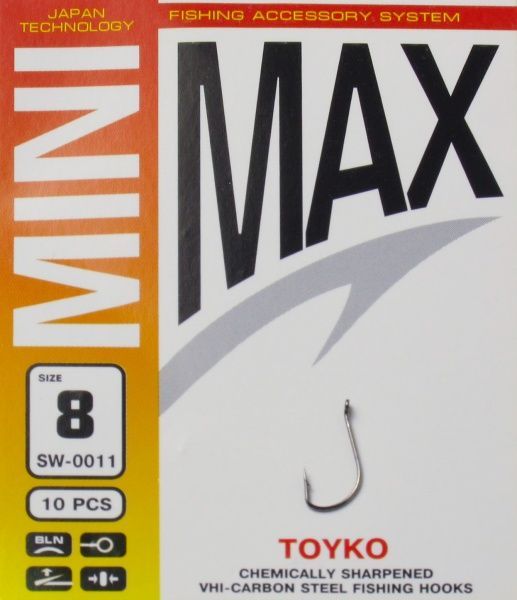 JAPAN
TECHNOLOGY
FISHING ACCESSORY SYSTEM
MINI
MAX
SIZE
8
SW-0011
10 PCS
BLN
TOYKO
CHEMICALLY SHARPENED
VHI-CARBON STEEL FISHING HOOKS